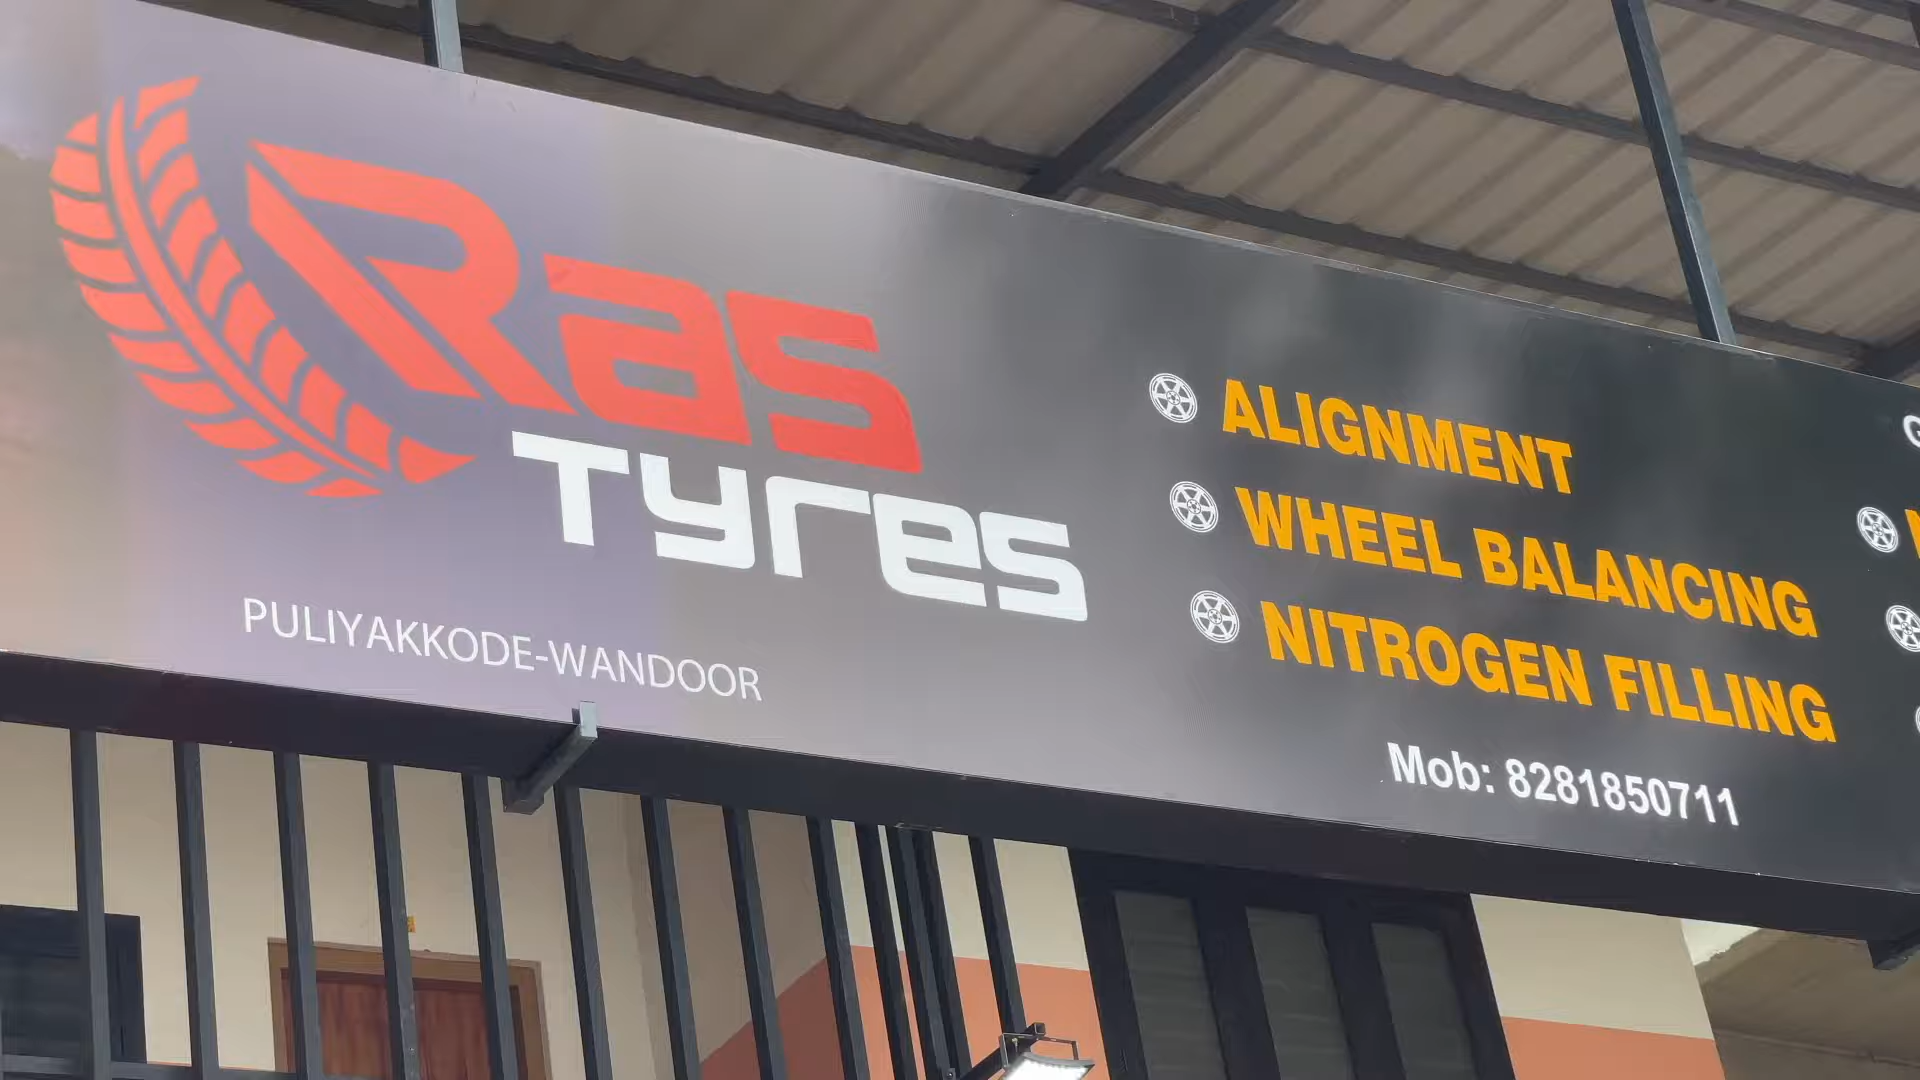 Ras
Tyres
PULIYAKKODE-WANDOOR
ALIGNMENT
WHEEL BALANCING
NITROGEN FILLING
Mob: 8281850711